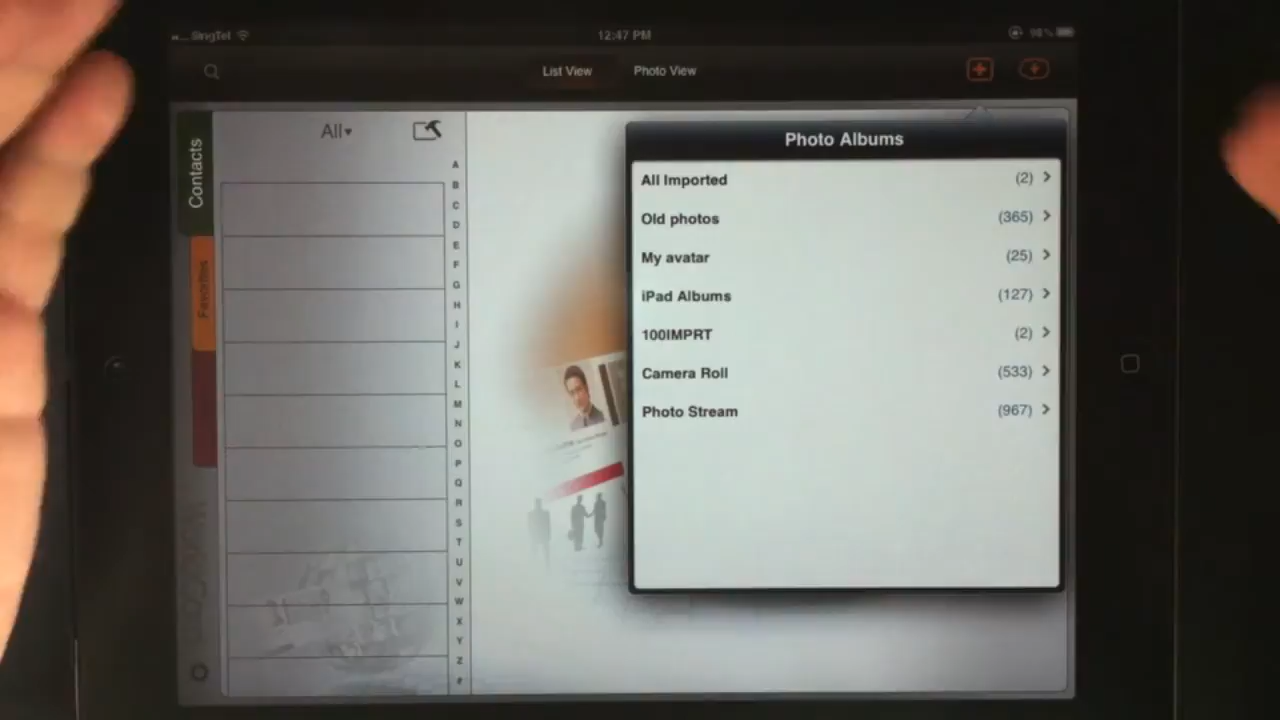 SingTel
12:47 PM
98%
List View
Photo View
Contacts
Favorites
All
A
B
C
D
E
F
G
H
I
J
K
L
M
N
O
P
Q
R
S
T
U
V
W
X
Y
Z
#
Photo Albums
All Imported (2)
Old photos (365)
My avatar (25)
iPad Albums (127)
100IMPRT (2)
Camera Roll (533)
Photo Stream (967)